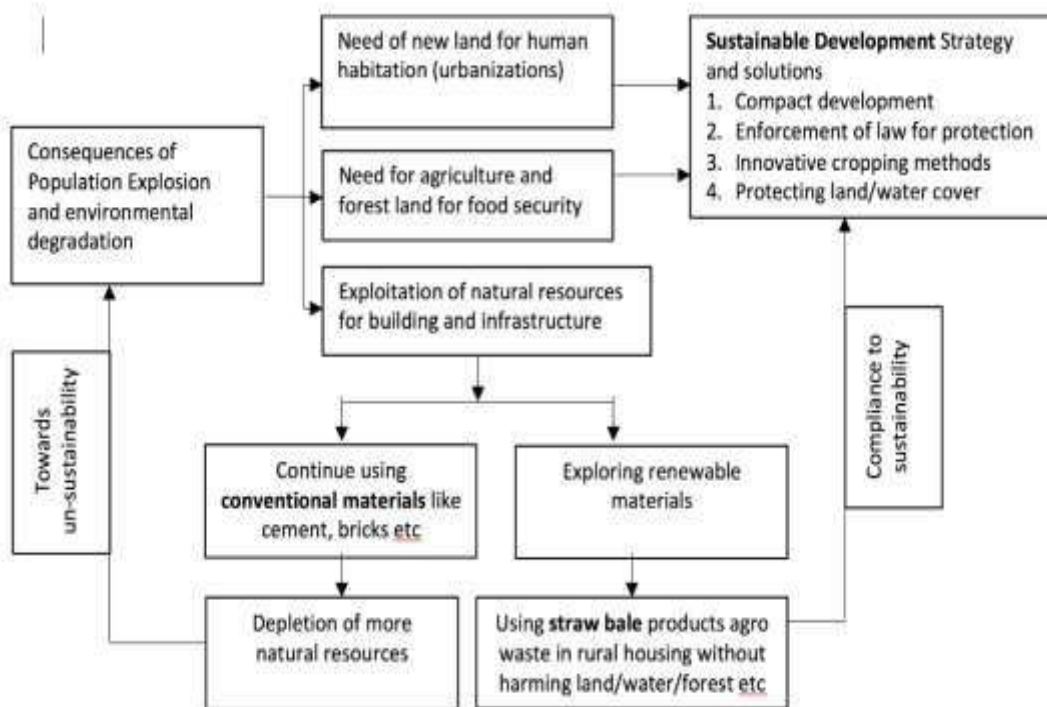 Need of new land for human
habitation (urbanizations)
Sustainable Development Strategy
and solutions
1. Compact development
2. Enforcement of law for protection
3. Innovative cropping methods
4. Protecting land/water cover
Consequences of
Population Explosion
and environmental
degradation
Need for agriculture and
forest land for food security
Exploitation of natural resources
for building and infrastructure
Towards
un-sustainability
Compliance to
sustainability
Continue using
conventional materials like
cement, bricks etc
Exploring renewable
materials
Depletion of more
natural resources
Using straw bale products agro
waste in rural housing without
harming land/water/forest etc